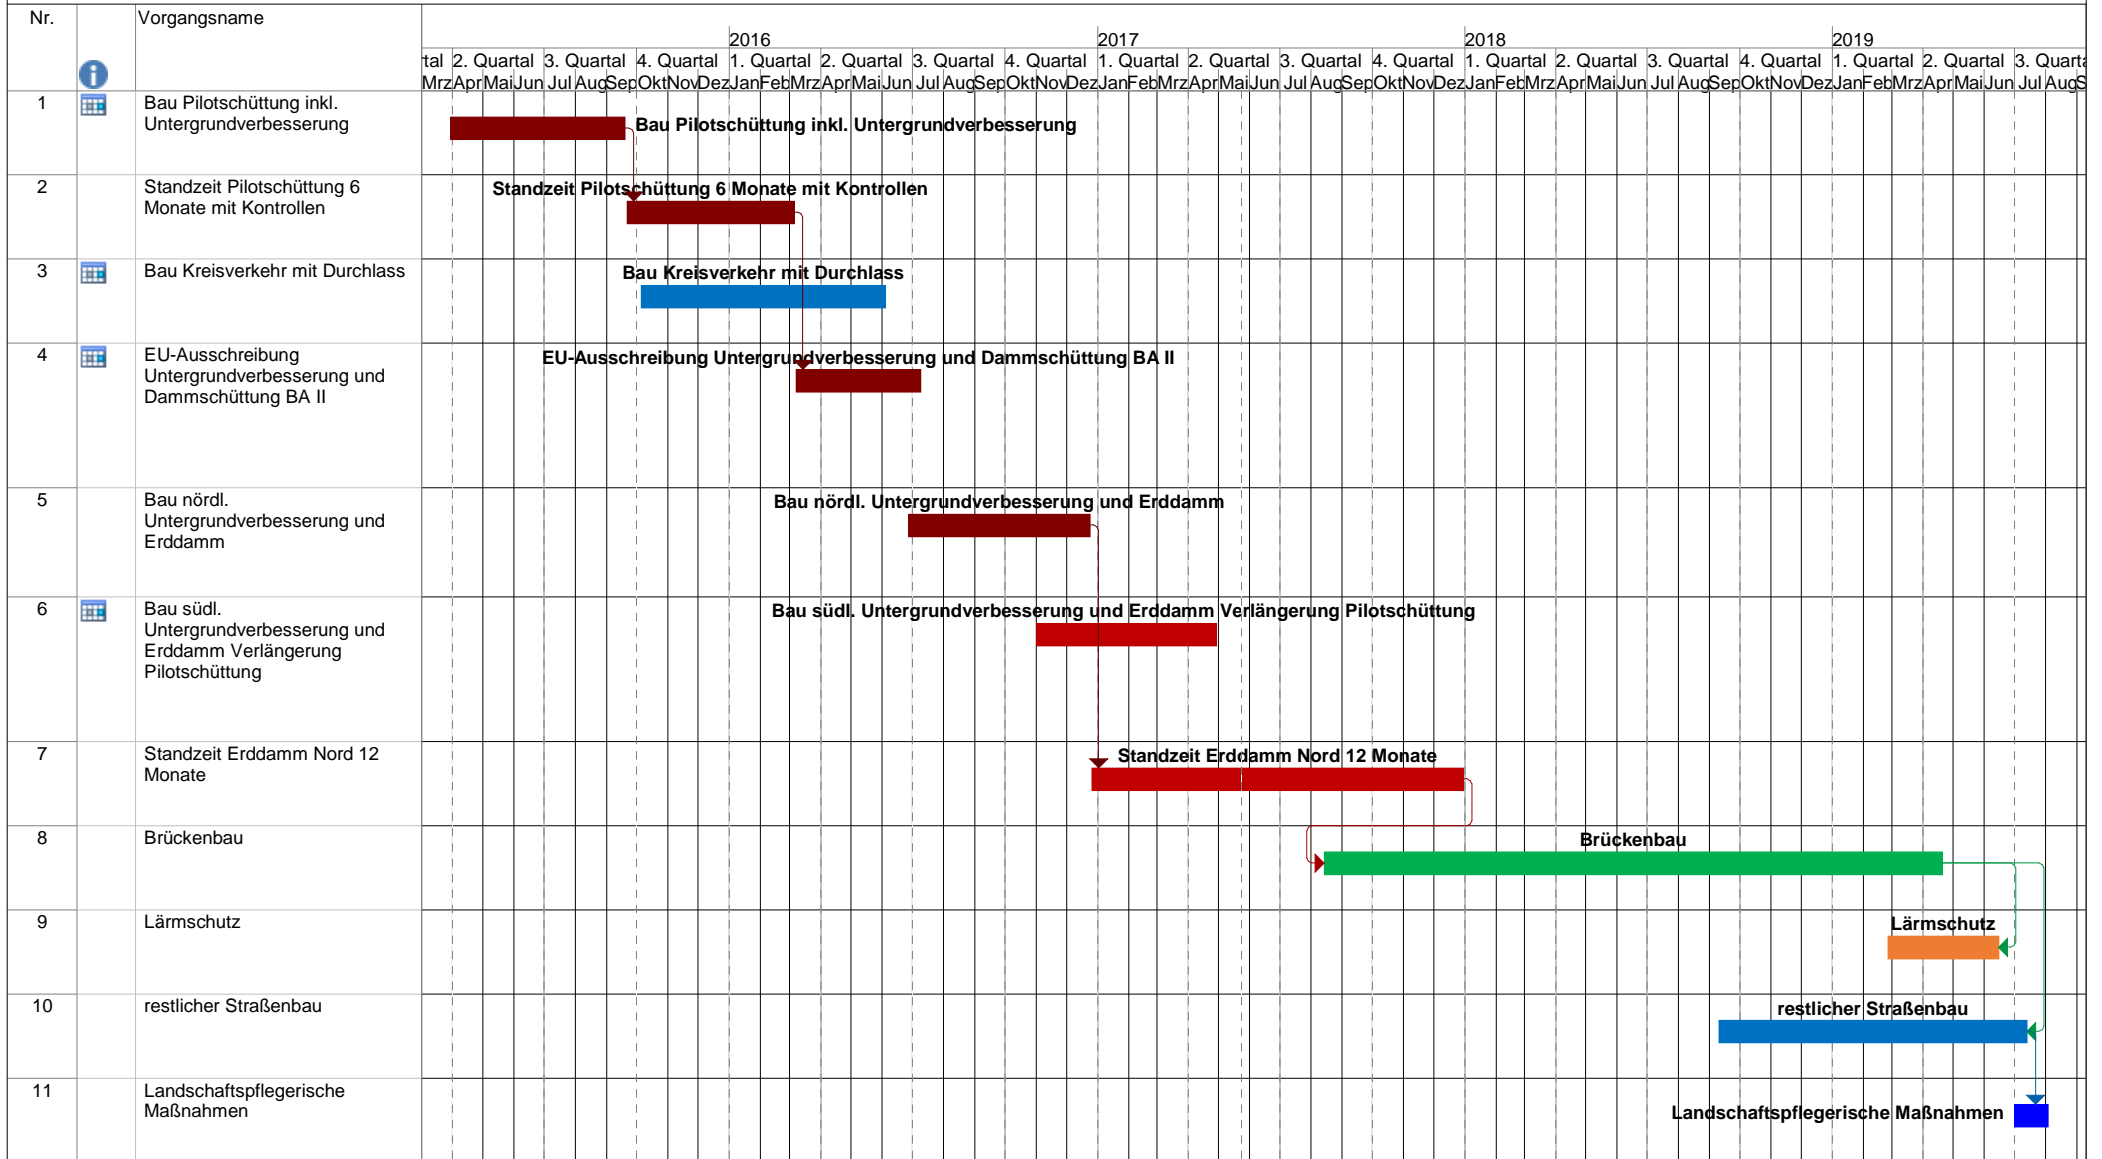 Nr.
Vorgangsname
2016
2017
2018
2019
rtal 2. Quartal 3. Quartal 4. Quartal 1. Quartal 2. Quartal 3. Quartal 4. Quartal 1. Quartal 2. Quartal 3. Quartal 4. Quartal 1. Quartal 2. Quartal 3. Quartal 4. Quartal 1. Quartal 2. Quartal 3. Quarta
Mrz Apr Mai Jun Jul Aug Sep Okt Nov Dez Jan Feb Mrz Apr Mai Jun Jul Aug Sep Okt Nov Dez Jan Feb Mrz Apr Mai Jun Jul Aug Sep Okt Nov Dez Jan Feb Mrz Apr Mai Jun Jul Aug Sep Okt Nov Dez Jan Feb Mrz Apr Mai Jun Jul Aug S
1
Bau Pilotschüttung inkl.
Untergrundverbesserung
Bau Pilotschüttung inkl. Untergrundverbesserung
2
Standzeit Pilotschüttung 6
Monate mit Kontrollen
Standzeit Pilotschüttung 6 Monate mit Kontrollen
3
Bau Kreisverkehr mit Durchlass
Bau Kreisverkehr mit Durchlass
4
EU-Ausschreibung
Untergrundverbesserung und
Dammschüttung BA II
EU-Ausschreibung Untergrundverbesserung und Dammschüttung BA II
5
Bau nördl.
Untergrundverbesserung und
Erddamm
Bau nördl. Untergrundverbesserung und Erddamm
6
Bau südl.
Untergrundverbesserung und
Erddamm Verlängerung
Pilotschüttung
Bau südl. Untergrundverbesserung und Erddamm Verlängerung Pilotschüttung
7
Standzeit Erddamm Nord 12
Monate
Standzeit Erddamm Nord 12 Monate
8
Brückenbau
Brückenbau
9
Lärmschutz
Lärmschutz
10
restlicher Straßenbau
restlicher Straßenbau
11
Landschaftspflegerische
Maßnahmen
Landschaftspflegerische Maßnahmen